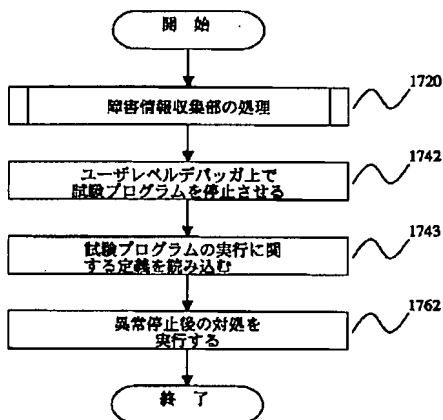 開 始
障害情報収集部の処理
1720
ユーザレベルデバッガ上で
試験プログラムを停止させる
1742
試験プログラムの実行に関
する定義を読み込む
1743
異常停止後の対処を
実行する
1762
終 了